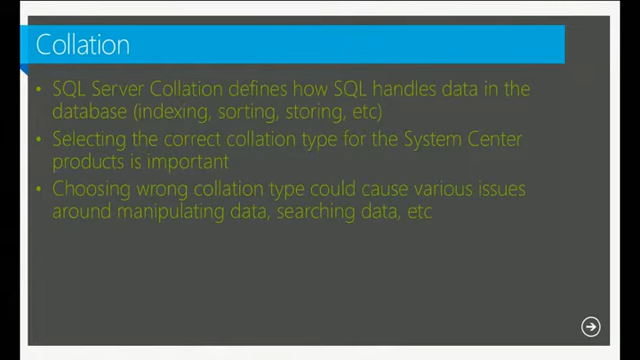 Collation
• SQL Server Collation defines how SQL handles data in the
database (indexing, sorting, storing, etc)
• Selecting the correct collation type for the System Center
products is important
• Choosing wrong collation type could cause various issues
around manipulating data, searching data, etc